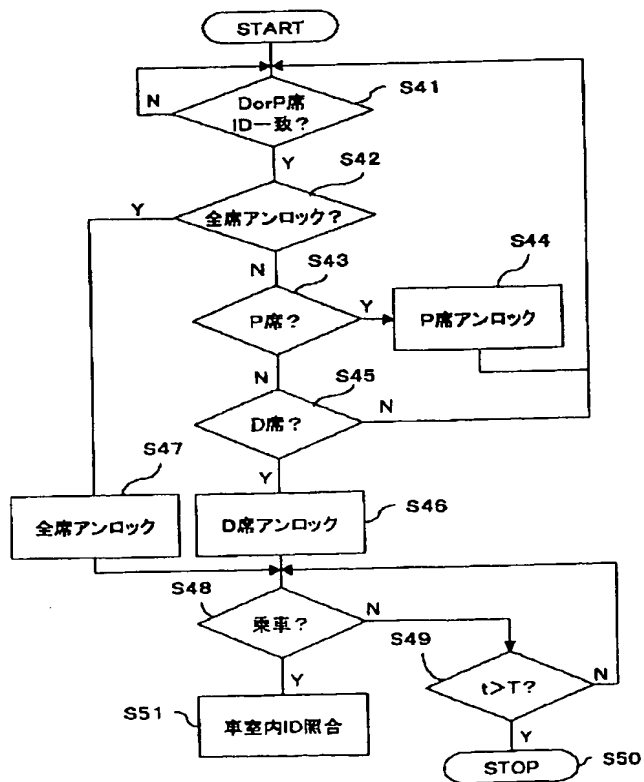 START
S41
N
DorP席
ID一致？
Y
S42
Y
全席アンロック？
N
S43
S44
P席？
Y
P席アンロック
N
S45
D席？
N
S47
Y
全席アンロック
D席アンロック
S46
S48
乗車？
N
S49
Y
t>T？
N
S51
車室内ID照合
Y
STOP
S50